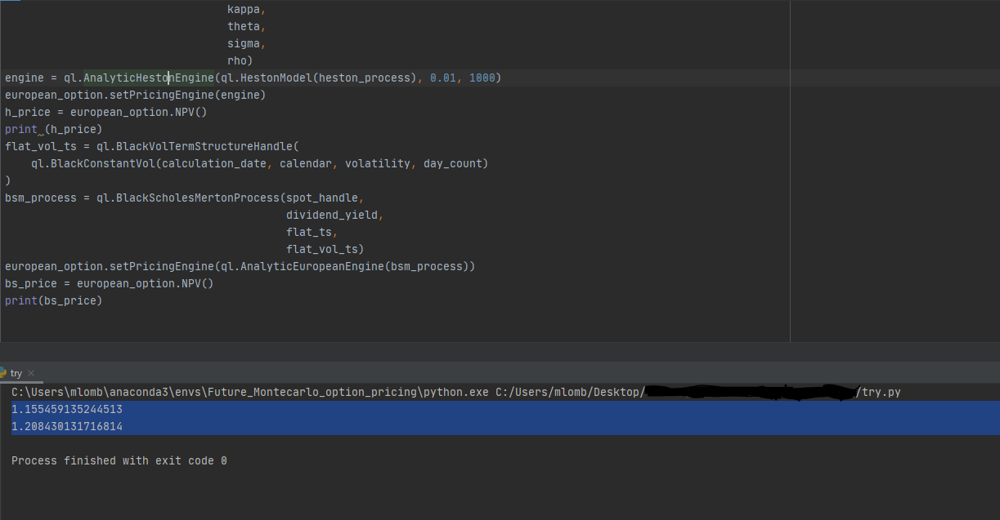 kappa,
theta,
sigma,
rho)
engine = ql.AnalyticHestonEngine(ql.HestonModel(heston_process), 0.01, 1000)
european_option.setPricingEngine(engine)
h_price = european_option.NPV()
print (h_price)
flat_vol_ts = ql.BlackVolTermStructureHandle(
    ql.BlackConstantVol(calculation_date, calendar, volatility, day_count)
)
bsm_process = ql.BlackScholesMertonProcess(spot_handle,
dividend_yield,
flat_ts,
flat_vol_ts)
european_option.setPricingEngine(ql.AnalyticEuropeanEngine(bsm_process))
bs_price = european_option.NPV()
print(bs_price)
try
C:\Users\mlomb\anaconda3\envs\Future_Montecarlo_option_pricing\python.exe C:/Users/mlomb/Desktop/ /try.py
1.155459135244513
1.208430131716814
Process finished with exit code 0